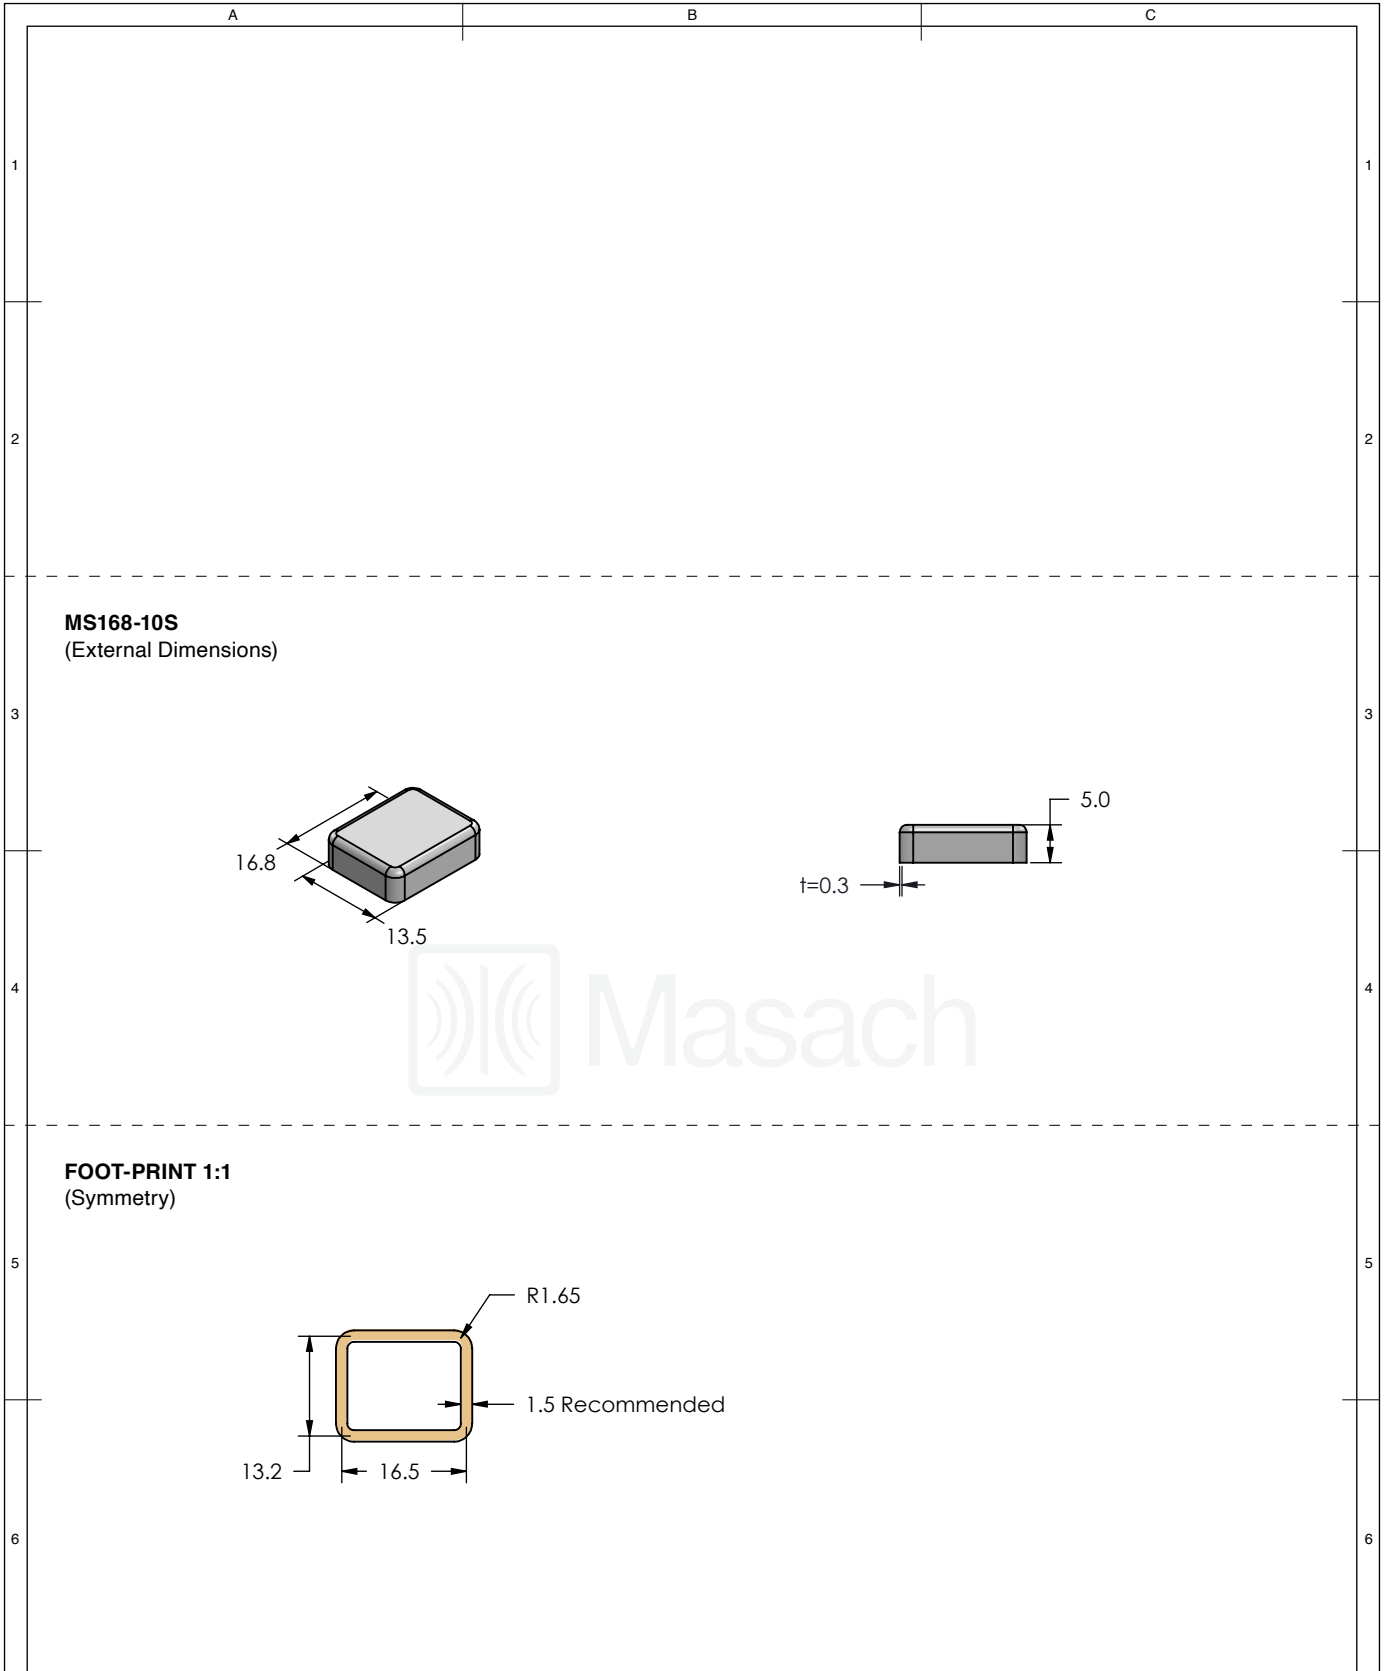 A B C
1 1
2 2
MS168-10S
(External Dimensions)
3 3
5.0
16.8
t=0.3
13.5
Masach
4 4
FOOT-PRINT 1:1
(Symmetry)
5 5
R1.65
1.5 Recommended
13.2 16.5
6 6